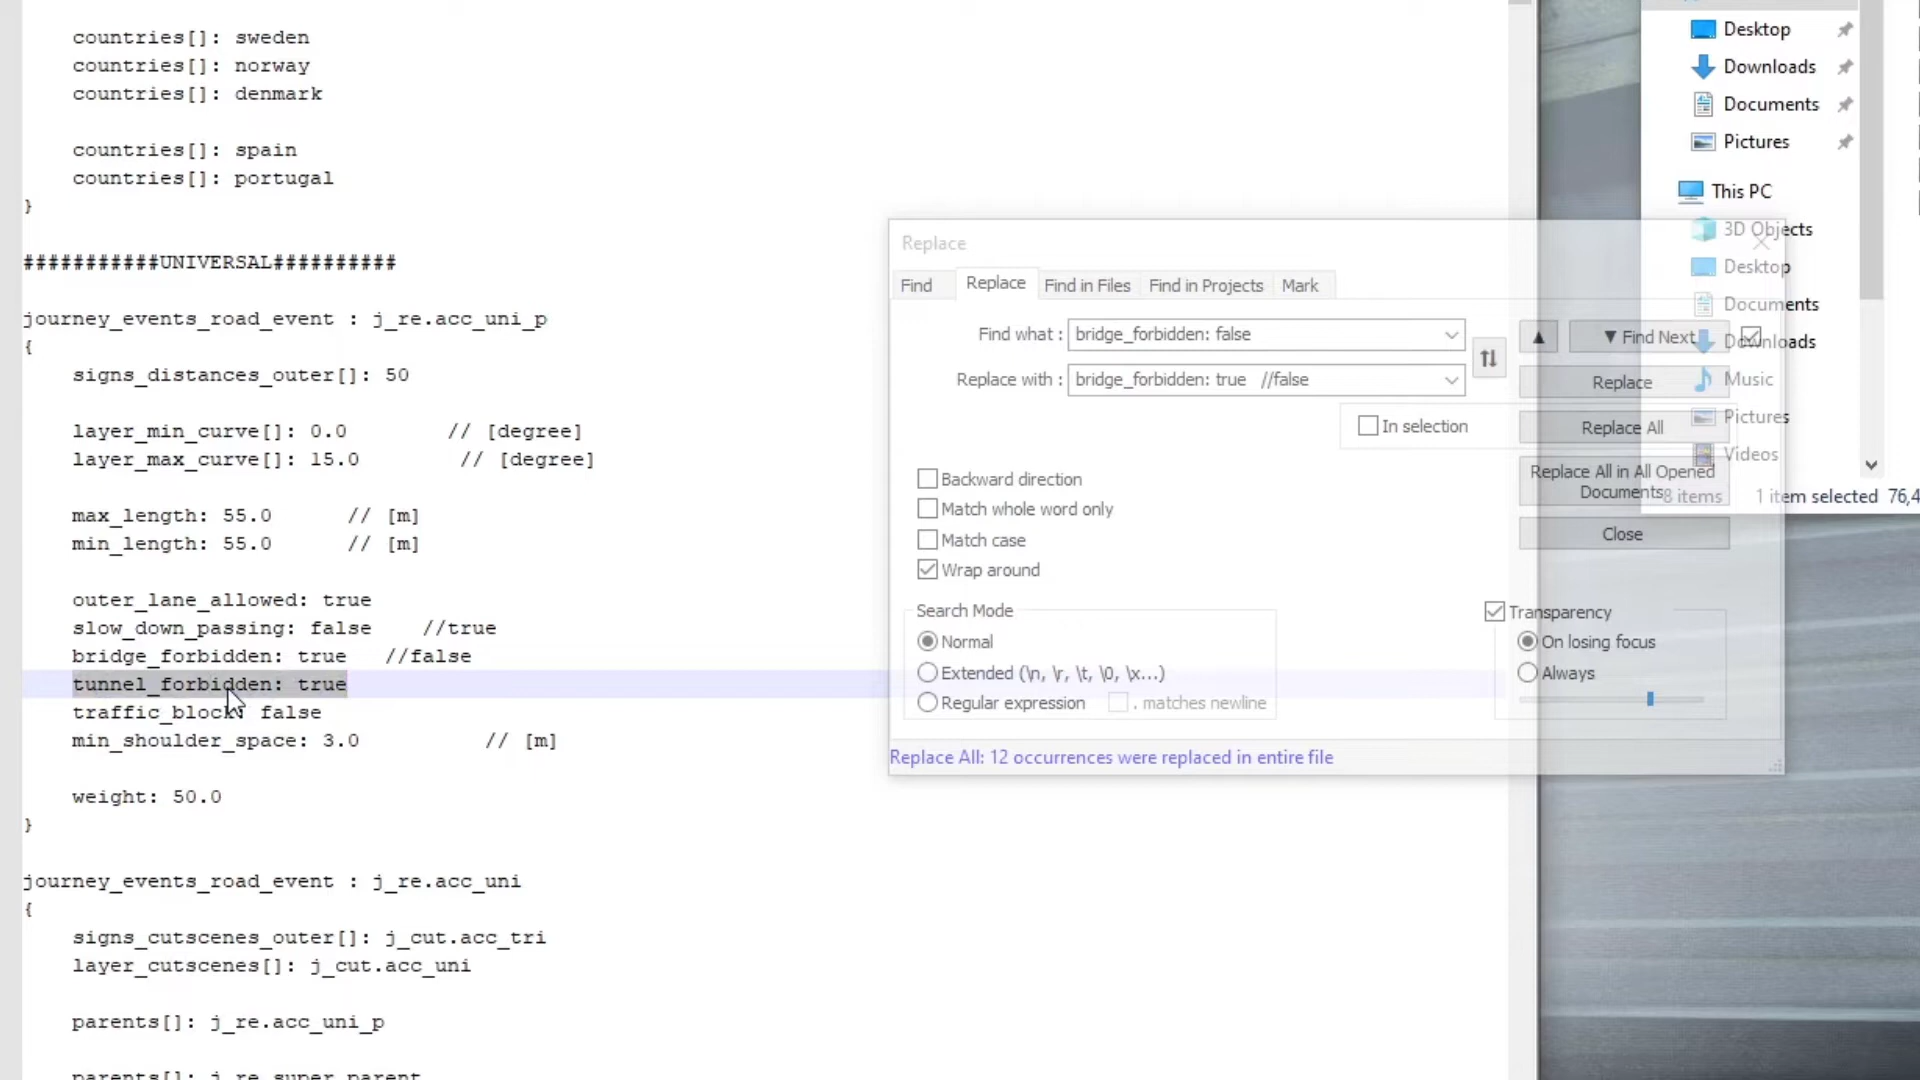 countries[]: sweden
countries[]: norway
countries[]: denmark
countries[]: spain
countries[]: portugal
}
###########UNIVERSAL##########
journey_events_road_event : j_re.acc_uni_p
{
signs_distances_outer[]: 50
layer_min_curve[]: 0.0 // [degree]
layer_max_curve[]: 15.0 // [degree]
max_length: 55.0 // [m]
min_length: 55.0 // [m]
outer_lane_allowed: true
slow_down_passing: false //true
bridge_forbidden: true //false
tunnel_forbidden: true
traffic_block: false
min_shoulder_space: 3.0 // [m]
weight: 50.0
}
journey_events_road_event : j_re.acc_uni
{
signs_cutscenes_outer[]: j_cut.acc_tri
layer_cutscenes[]: j_cut.acc_uni
parents[]: j_re.acc_uni_p
parents[]: j_re.super_parent
Replace
Find Replace Find in Files Find in Projects Mark
Find what : bridge_forbidden: false
▲ ▼ Find Next
Replace with : bridge_forbidden: true //false
Replace
In selection
Replace All
Replace All in All Opened Documents
Close
Backward direction
Match whole word only
Match case
Wrap around
Search Mode
Normal
Extended (\n, \r, \t, \0, \x...)
Regular expression . matches newline
Transparency
On losing focus
Always
Replace All: 12 occurrences were replaced in entire file
Desktop
Downloads
Documents
Pictures
This PC
3D Objects
Desktop
Documents
Downloads
Music
Pictures
Videos
8 items 1 item selected 76,4